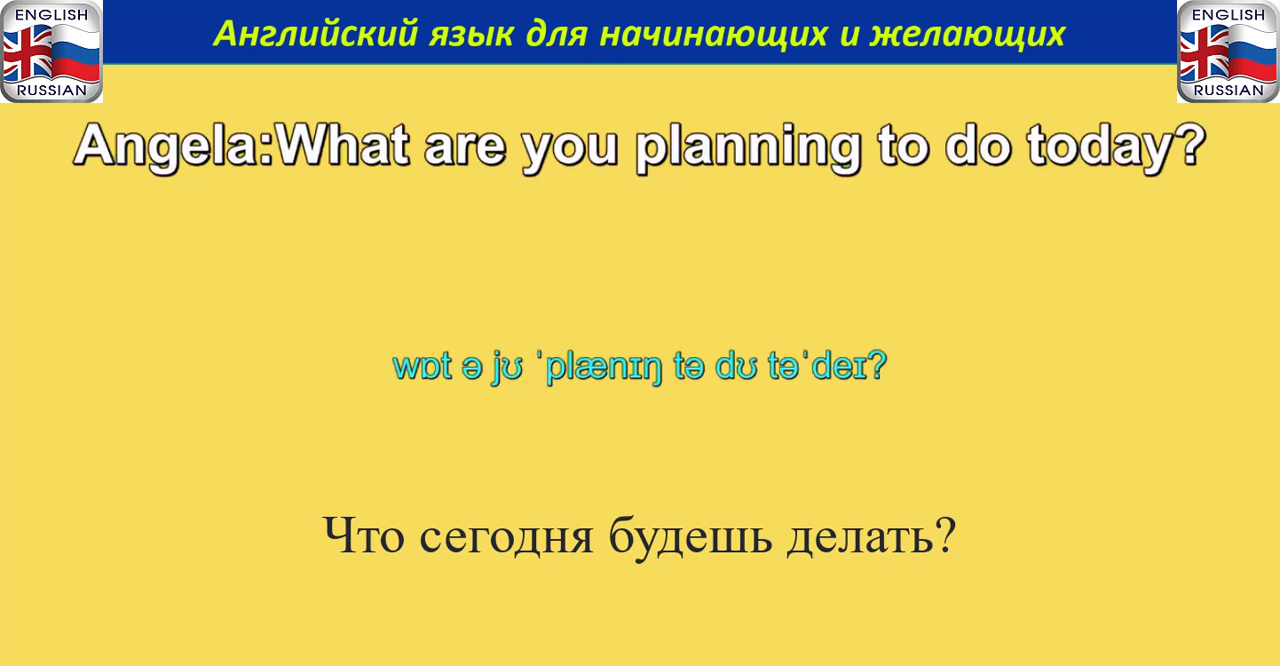 ENGLISH
RUSSIAN
Английский язык для начинающих и желающих
ENGLISH
RUSSIAN
Angela:What are you planning to do today?
wɒt ə jʊ ˈplænɪŋ tə dʊ təˈdeɪ?
Что сегодня будешь делать?